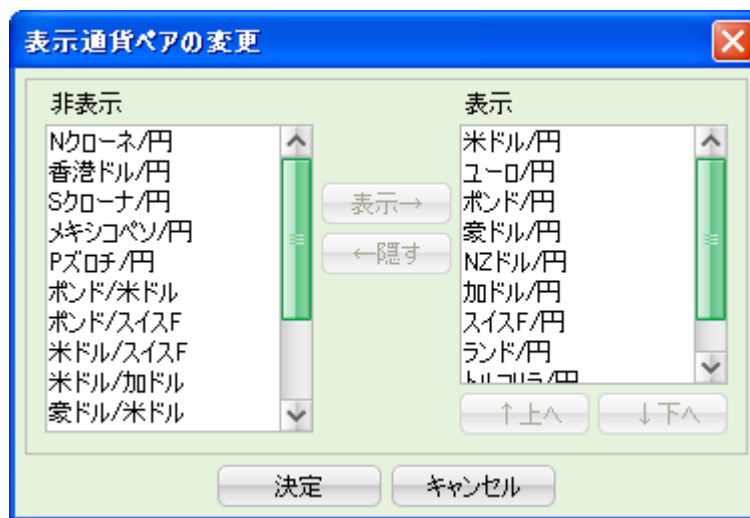 表示通貨ペアの変更
非表示
Nクローネ/円
香港ドル/円
Sクローナ/円
メキシコペソ/円
Pズロチ/円
ポンド/米ドル
ポンド/スイスF
米ドル/スイスF
米ドル/加ドル
豪ドル/米ドル
表示→
←隠す
表示
米ドル/円
ユーロ/円
ポンド/円
豪ドル/円
NZドル/円
加ドル/円
スイスF/円
ランド/円
トルコリラ/円
↑上へ
↓下へ
決定
キャンセル